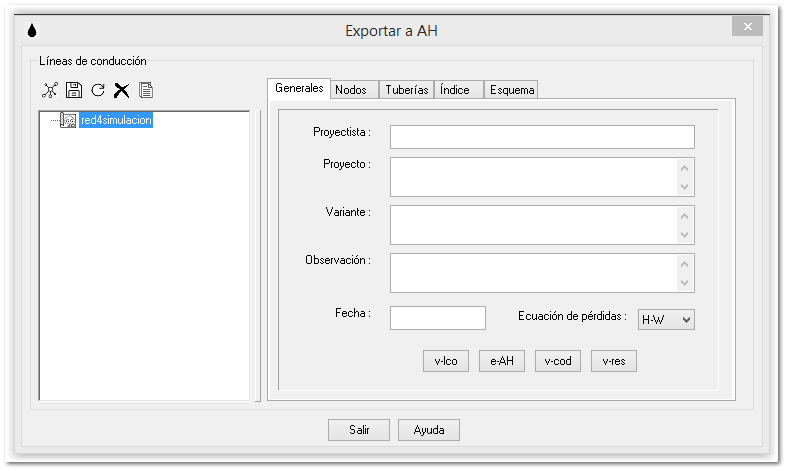 Exportar a AH
Líneas de conducción
red4simulacion
Generales Nodos Tuberías Índice Esquema
Proyectista :
Proyecto :
Variante :
Observación :
Fecha : Ecuación de pérdidas : H-W
v-Ico e-AH v-cod v-res
Salir Ayuda